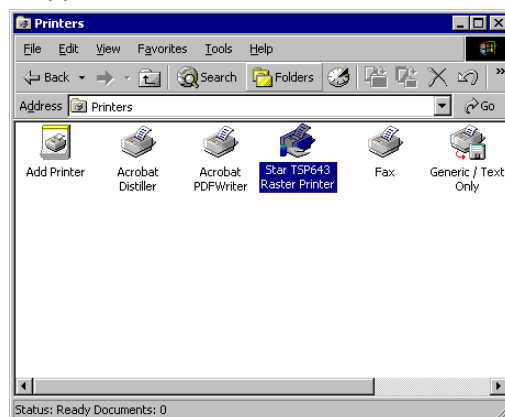 Printers
File Edit View Favorites Tools Help
Back Search Folders »
Address Printers Go
Add Printer Acrobat Distiller Acrobat PDFWriter Star TSP643 Raster Printer Fax Generic / Text Only
Status: Ready Documents: 0